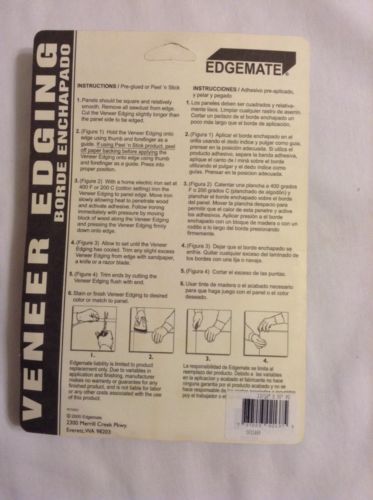 VENEER EDGING
BORDE ENCHAPADO
EDGEMATE
INSTRUCTIONS / Pre-glued or Peel 'n Stick
1. Panels should be square and relatively
smooth. Remove all sawdust from edge.
Cut the Veneer Edging slightly longer than
the panel side to be edged.
2. (Figure 1) Hold the Veneer Edging onto
edge using thumb and forefinger as a
guide. If using Peel 'n Stick product, peel
off paper backing before applying the
Veneer Edging onto edge using thumb
and forefinger as a guide. Press into
proper position.
3. (Figure 2) With a home electric iron set at
400 F or 200 C (cotton setting) iron the
Veneer Edging to panel edge. Move iron
slowly allowing heat to penetrate wood
and activate adhesive. Follow ironing
immediately with pressure by moving
block of wood along the Veneer Edging
and pressing the Veneer Edging firmly
down onto edge.
4. (Figure 3) Allow to set until the Veneer
Edging has cooled. Trim any slight excess
Veneer Edging from edge with sandpaper,
a knife or a razor blade.
5. (Figure 4) Trim ends by cutting the
Veneer Edging flush with end.
6. Stain or finish Veneer Edging to desired
color or match to panel.
INSTRUCCIONES / Adhesivo pre-aplicado,
y pelar y pegado
1. Los paneles deben ser cuadrados y relativa-
mente lisos. Limpiar cualquier rastro de aserrín.
Cortar un pedazo del borde enchapado un
poco más largo que el borde de aplicación.
2. (Figura 1) Aplicar el borde enchapado en el
orilla usando el dedo índice y pulgar como guía,
prensar en posición adecuada. Si utiliza el
producto adhesivo, separe la banda adhesiva,
aplique el canto de
utilizando el pulgar y el dedo índice como
guías. Prensar en la posición adecuada.
3. (Figura 2) Calentar una plancha a 400 grados
F o 200 grados C (planchado de algodón) y
planchar el borde enchapado sobre el borde
del panel. Mover la plancha despacio para
permitir que el calor de esta penetre y active
los adhesivos. Aplicar presión a el borde
enchapado con un bloque de madera o con un
codillo a lo largo del borde presionando
firmemente.
4. (Figura 3) Dejar que el borde enchapado se
enfríe. Quitar cualquier exceso del laminado de
los bordes con una lija o navaja.
5. (Figura 4) Cortar el exceso de las puntas.
6. Usar tinte de madera o el acabado necesario
para que haga juego con el panel o el color
deseado.
1.
2.
3.
4.
Edgemate liability is limited to product
replacement only. Due to variables in
application and finishing, manufacturer
makes no warranty or guarantees for any
finished product, and is not liable for labor
or any other costs associated with the use
of this product.
© 2000 Edgemate
2300 Merrill Creek Pkwy.
Everett, WA 98203
La responsabilidad de Edgemate se limita al
reemplazo del producto. Debido a las variables
en la aplicación y acabado el fabricante no hace
ninguna garantía por el producto acabado y no se
hace responsable de
por el trabajador o el